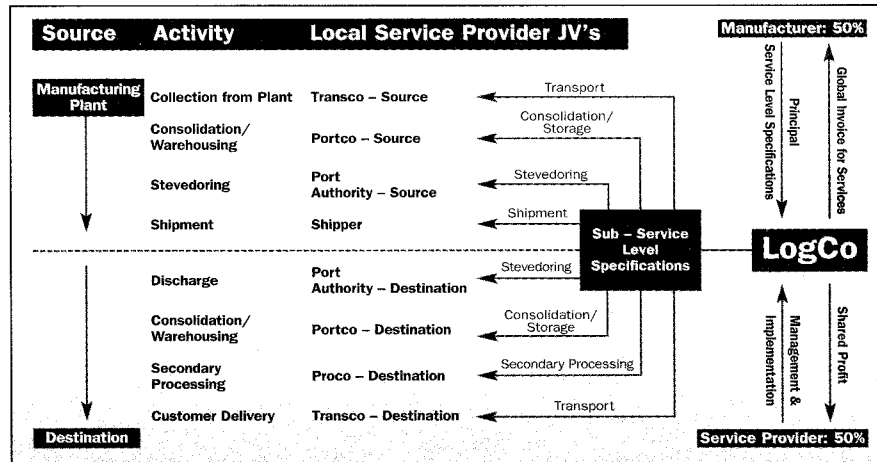 Source Activity Local Service Provider JV's
Manufacturer: 50%
Manufacturing
Plant
Collection from Plant
Transco – Source
Transport
Consolidation/
Warehousing
Portco – Source
Consolidation/
Storage
Stevedoring
Port
Authority – Source
Stevedoring
Shipment
Shipper
Shipment
Sub – Service
Level
Specifications
Discharge
Port
Authority – Destination
Stevedoring
Consolidation/
Warehousing
Portco – Destination
Consolidation/
Storage
Secondary
Processing
Proco – Destination
Secondary Processing
Customer Delivery
Transco – Destination
Transport
Destination
Service Level Specifications
Principal
Global Invoice for Services
LogCo
Management &
Implementation
Shared Profit
Service Provider: 50%